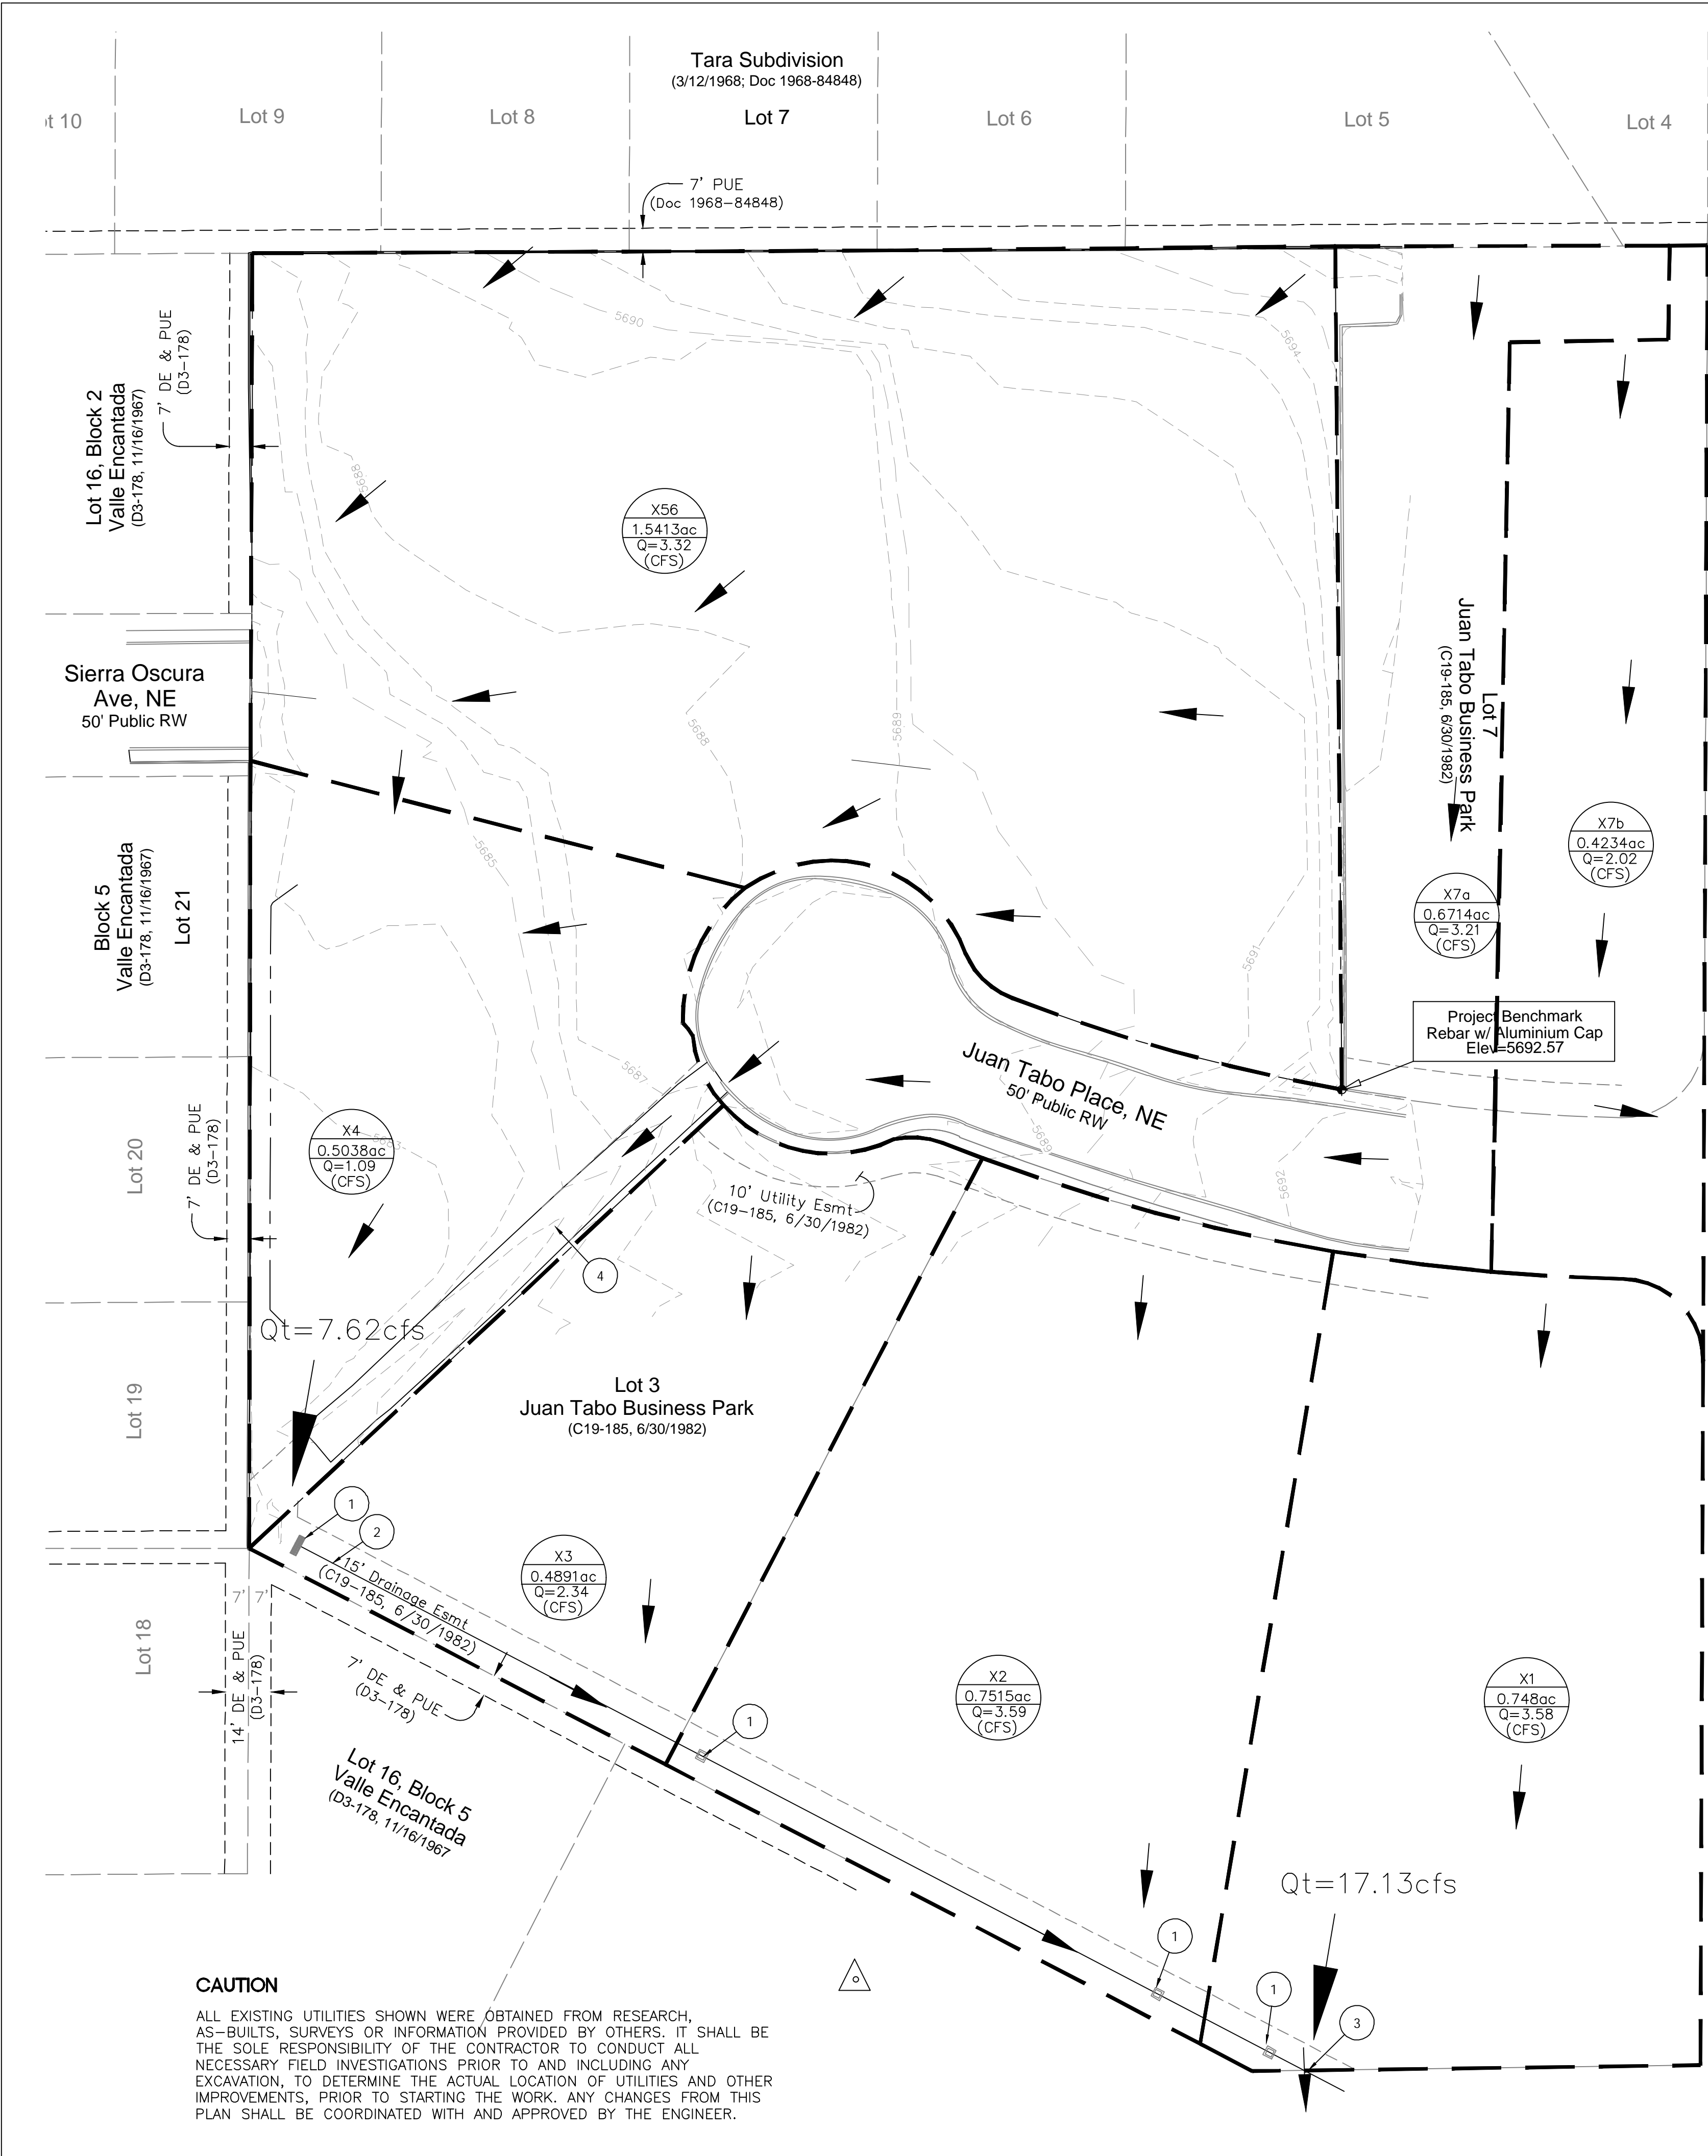 Tara Subdivision
(3/12/1968; Doc 1968-84848)
t 10
Lot 9
Lot 8
Lot 7
Lot 6
Lot 5
Lot 4
7' PUE
(Doc 1968-84848)
5690
5694
7' DE & PUE
(D3-178)
Lot 16, Block 2
Valle Encantada
(D3-178, 11/16/1967)
5688
X56
1.5413ac
Q=3.32
(CFS)
Sierra Oscura
Ave, NE
50' Public RW
5688
5689
Lot 7
Juan Tabo Business Park
(C19-185, 6/30/1982)
X7b
0.4234ac
Q=2.02
(CFS)
X7a
0.6714ac
Q=3.21
(CFS)
5685
Block 5
Valle Encantada
(D3-178, 11/16/1967)
Lot 21
5691
Project Benchmark
Rebar w/ Aluminium Cap
Elev=5692.57
Juan Tabo Place, NE
50' Public RW
5687
5689
5692
Lot 20
7' DE & PUE
(D3-178)
X4
0.5038ac
Q=1.09
(CFS)
5683
10' Utility Esmt
(C19-185, 6/30/1982)
4
Qt=7.62cfs
Lot 19
Lot 3
Juan Tabo Business Park
(C19-185, 6/30/1982)
1
2
15' Drainage Esmt
(C19-185, 6/30/1982)
X3
0.4891ac
Q=2.34
(CFS)
7' 7'
Lot 18
14' DE & PUE
(D3-178)
7' DE & PUE
(D3-178)
X2
0.7515ac
Q=3.59
(CFS)
X1
0.748ac
Q=3.58
(CFS)
1
Lot 16, Block 5
Valle Encantada
(D3-178, 11/16/1967
Qt=17.13cfs
1
1
3
CAUTION
ALL EXISTING UTILITIES SHOWN WERE OBTAINED FROM RESEARCH,
AS-BUILTS, SURVEYS OR INFORMATION PROVIDED BY OTHERS. IT SHALL BE
THE SOLE RESPONSIBILITY OF THE CONTRACTOR TO CONDUCT ALL
NECESSARY FIELD INVESTIGATIONS PRIOR TO AND INCLUDING ANY
EXCAVATION, TO DETERMINE THE ACTUAL LOCATION OF UTILITIES AND OTHER
IMPROVEMENTS, PRIOR TO STARTING THE WORK. ANY CHANGES FROM THIS
PLAN SHALL BE COORDINATED WITH AND APPROVED BY THE ENGINEER.